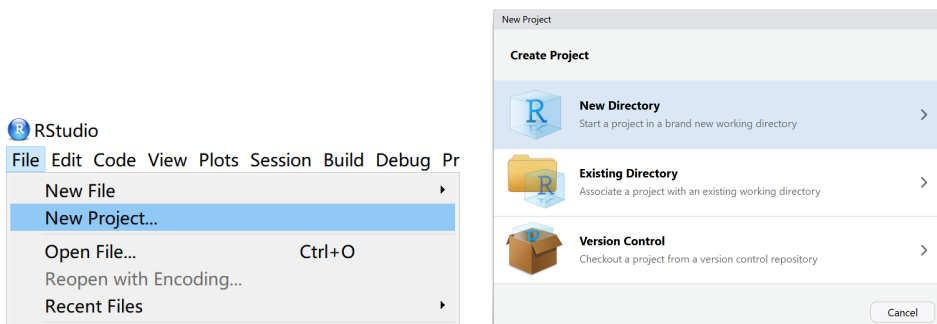 RStudio
File Edit Code View Plots Session Build Debug Pr
New File
New Project...
Open File... Ctrl+O
Reopen with Encoding...
Recent Files
New Project
Create Project
New Directory
Start a project in a brand new working directory
Existing Directory
Associate a project with an existing working directory
Version Control
Checkout a project from a version control repository
Cancel